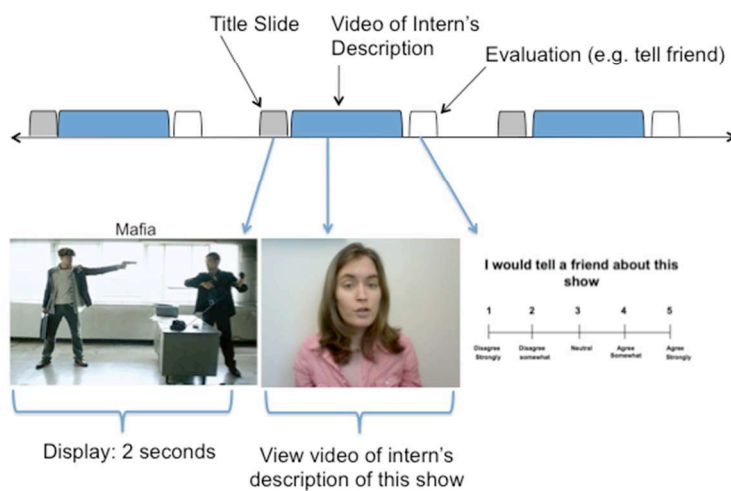 Title Slide
Video of Intern's
Description
Evaluation (e.g. tell friend)
Mafia
I would tell a friend about this
show
1 2 3 4 5
Disagree Strongly
Disagree somewhat
Neutral
Agree Somewhat
Agree Strongly
Display: 2 seconds
View video of intern's
description of this show